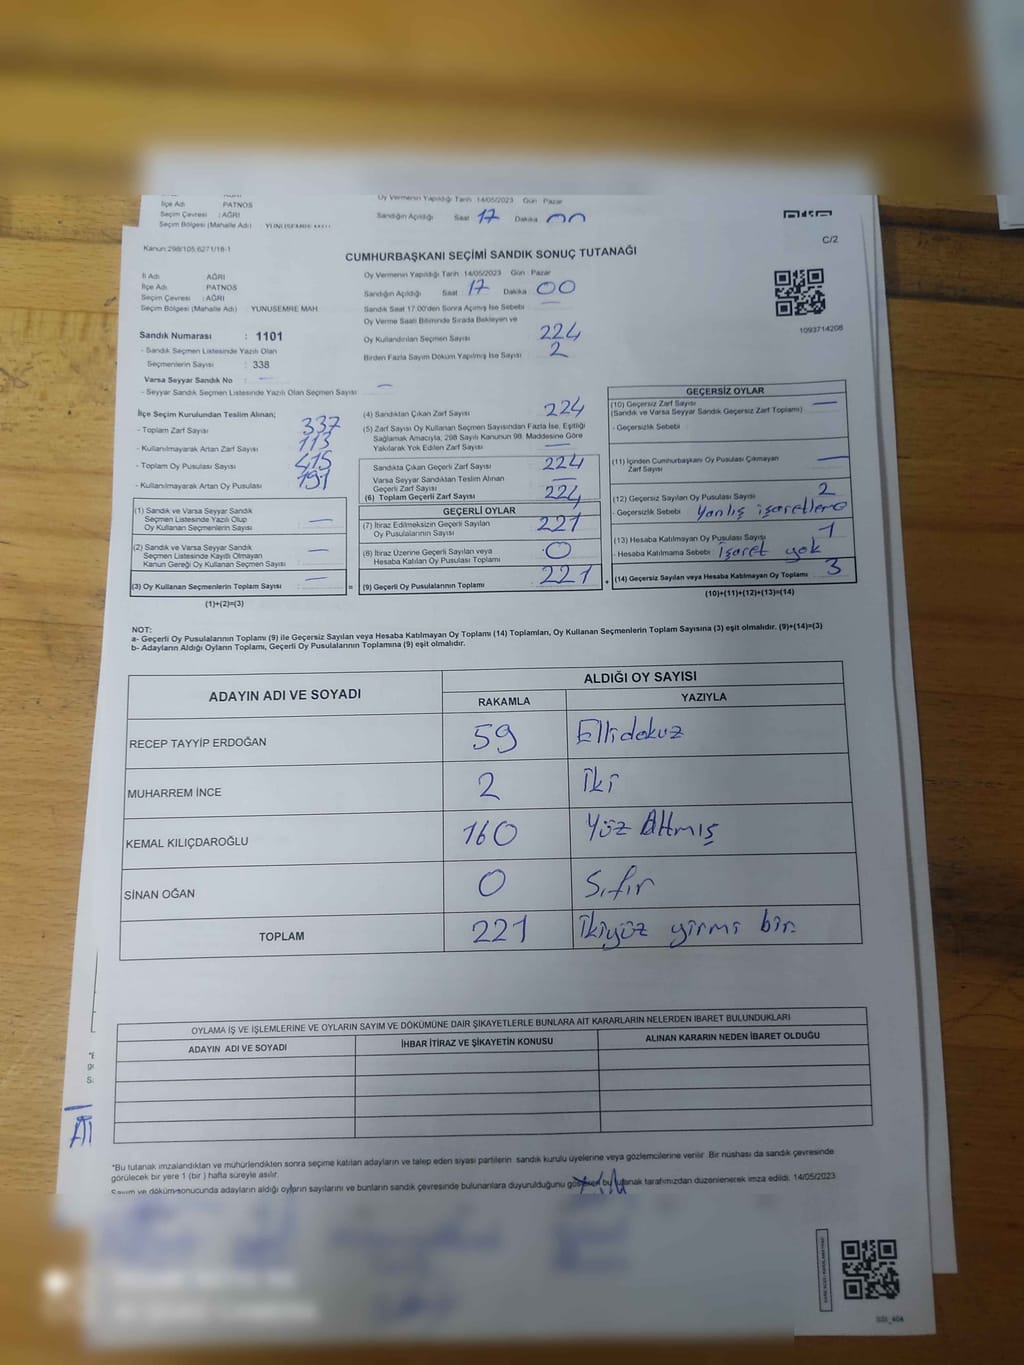 İlçe Adı PATNOS
Seçim Çevresi : AĞRI
Seçim Bölgesi (Mahalle Adı) : YUNUSEMRE MAH
Oy Vermenin Yapıldığı Tarih 14/05/2023 Gün Pazar
Sandığın Açıldığı Saat 17 Dakika 00
Kanun:298/105,6271/18-1
C/2
CUMHURBAŞKANI SEÇİMİ SANDIK SONUÇ TUTANAĞI
İl Adı AĞRI
İlçe Adı PATNOS
Seçim Çevresi : AĞRI
Seçim Bölgesi (Mahalle Adı) : YUNUSEMRE MAH.
Oy Vermenin Yapıldığı Tarih 14/05/2023 Gün Pazar
Sandığın Açıldığı Saat 17 Dakika 00
Sandık Saat 17:00'den Sonra Açılmış İse Sebebi —
Oy Verme Saati Bitiminde Sırada Bekleyen ve
Oy Kullandırılan Seçmen Sayısı 224
Birden Fazla Sayım Döküm Yapılmış İse Sayısı 2
1093714208
Sandık Numarası : 1101
- Sandık Seçmen Listesinde Yazılı Olan
Seçmenlerin Sayısı : 338
Varsa Seyyar Sandık No : —
- Seyyar Sandık Seçmen Listesinde Yazılı Olan Seçmen Sayısı : —
İlçe Seçim Kurulundan Teslim Alınan;
- Toplam Zarf Sayısı 337
- Kullanılmayarak Artan Zarf Sayısı 113
- Toplam Oy Pusulası Sayısı 415
- Kullanılmayarak Artan Oy Pusulası 191
(1) Sandık ve Varsa Seyyar Sandık
Seçmen Listesinde Yazılı Olup
Oy Kullanan Seçmenlerin Sayısı —
(2) Sandık ve Varsa Seyyar Sandık
Seçmen Listesinde Kayıtlı Olmayan
Kanun Gereği Oy Kullanan Seçmen Sayısı —
(3) Oy Kullanan Seçmenlerin Toplam Sayısı —
(1)+(2)=(3)
(4) Sandıktan Çıkan Zarf Sayısı 224
(5) Zarf Sayısı Oy Kullanan Seçmen Sayısından Fazla İse, Eşitliği
Sağlamak Amacıyla, 298 Sayılı Kanunun 98. Maddesine Göre
Yakılarak Yok Edilen Zarf Sayısı —
Sandıkta Çıkan Geçerli Zarf Sayısı 224
Varsa Seyyar Sandıktan Teslim Alınan
Geçerli Zarf Sayısı —
(6) Toplam Geçerli Zarf Sayısı 224
GEÇERLİ OYLAR
(7) İtiraz Edilmeksizin Geçerli Sayılan
Oy Pusulalarının Sayısı 221
(8) İtiraz Üzerine Geçerli Sayılan veya
Hesaba Katılan Oy Pusulaları Toplamı 0
(9) Geçerli Oy Pusulalarının Toplamı 221
GEÇERSİZ OYLAR
(10) Geçersiz Zarf Sayısı —
(Sandık ve Varsa Seyyar Sandık Geçersiz Zarf Toplamı)
- Geçersizlik Sebebi
(11) İçinden Cumhurbaşkanı Oy Pusulası Çıkmayan
Zarf Sayısı —
(12) Geçersiz Sayılan Oy Pusulası Sayısı 2
- Geçersizlik Sebebi Yanlış işaretleme
(13) Hesaba Katılmayan Oy Pusulası Sayısı 1
- Hesaba Katılmama Sebebi İşaret yok
(14) Geçersiz Sayılan veya Hesaba Katılmayan Oy Toplamı 3
(10)+(11)+(12)+(13)=(14)
NOT:
a- Geçerli Oy Pusulalarının Toplamı (9) ile Geçersiz Sayılan veya Hesaba Katılmayan Oy Toplamı (14) Toplamları, Oy Kullanan Seçmenlerin Toplam Sayısına (3) eşit olmalıdır. (9)+(14)=(3)
b- Adayların Aldığı Oyların Toplamı, Geçerli Oy Pusulalarının Toplamına (9) eşit olmalıdır.
ADAYIN ADI VE SOYADI ALDIĞI OY SAYISI
RAKAMLA YAZIYLA
RECEP TAYYİP ERDOĞAN 59 Ellidokuz
MUHARREM İNCE 2 İki
KEMAL KILIÇDAROĞLU 160 Yüz Altmış
SİNAN OĞAN 0 Sıfır
TOPLAM 221 İkiyüz yirmi bir.
OYLAMA İŞ VE İŞLEMLERİNE VE OYLARIN SAYIM VE DÖKÜMÜNE DAİR ŞİKAYETLERLE BUNLARA AİT KARARLARIN NELERDEN İBARET BULUNDUKLARI
ADAYIN ADI VE SOYADI İHBAR İTİRAZ VE ŞİKAYETİN KONUSU ALINAN KARARIN NEDEN İBARET OLDUĞU
*Bu tutanak imzalandıktan ve mühürlendikten sonra seçime katılan adayların ve talep eden siyasi partilerin sandık kurulu üyelerine veya gözlemcilerine verilir. Bir nüshası da sandık çevresinde
görülecek bir yere 1 (bir) hafta süreyle asılır.
Sayım ve döküm sonucunda adayların aldığı oyların sayılarını ve bunların sandık çevresinde bulunanlara duyurulduğunu gösteren bu tutanak tarafımızdan düzenlenerek imza edildi. 14/05/2023